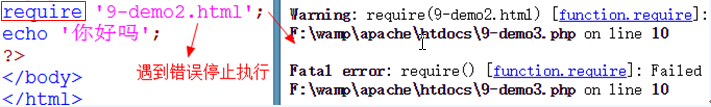 require '9-demo2.html';
echo '你好吗';
?>
</body>
</html>
遇到错误停止执行
Warning: require(9-demo2.html) [function.require]:
F:\wamp\apache\htdocs\9-demo3.php on line 10
Fatal error: require() [function.require]: Failed
F:\wamp\apache\htdocs\9-demo3.php on line 10